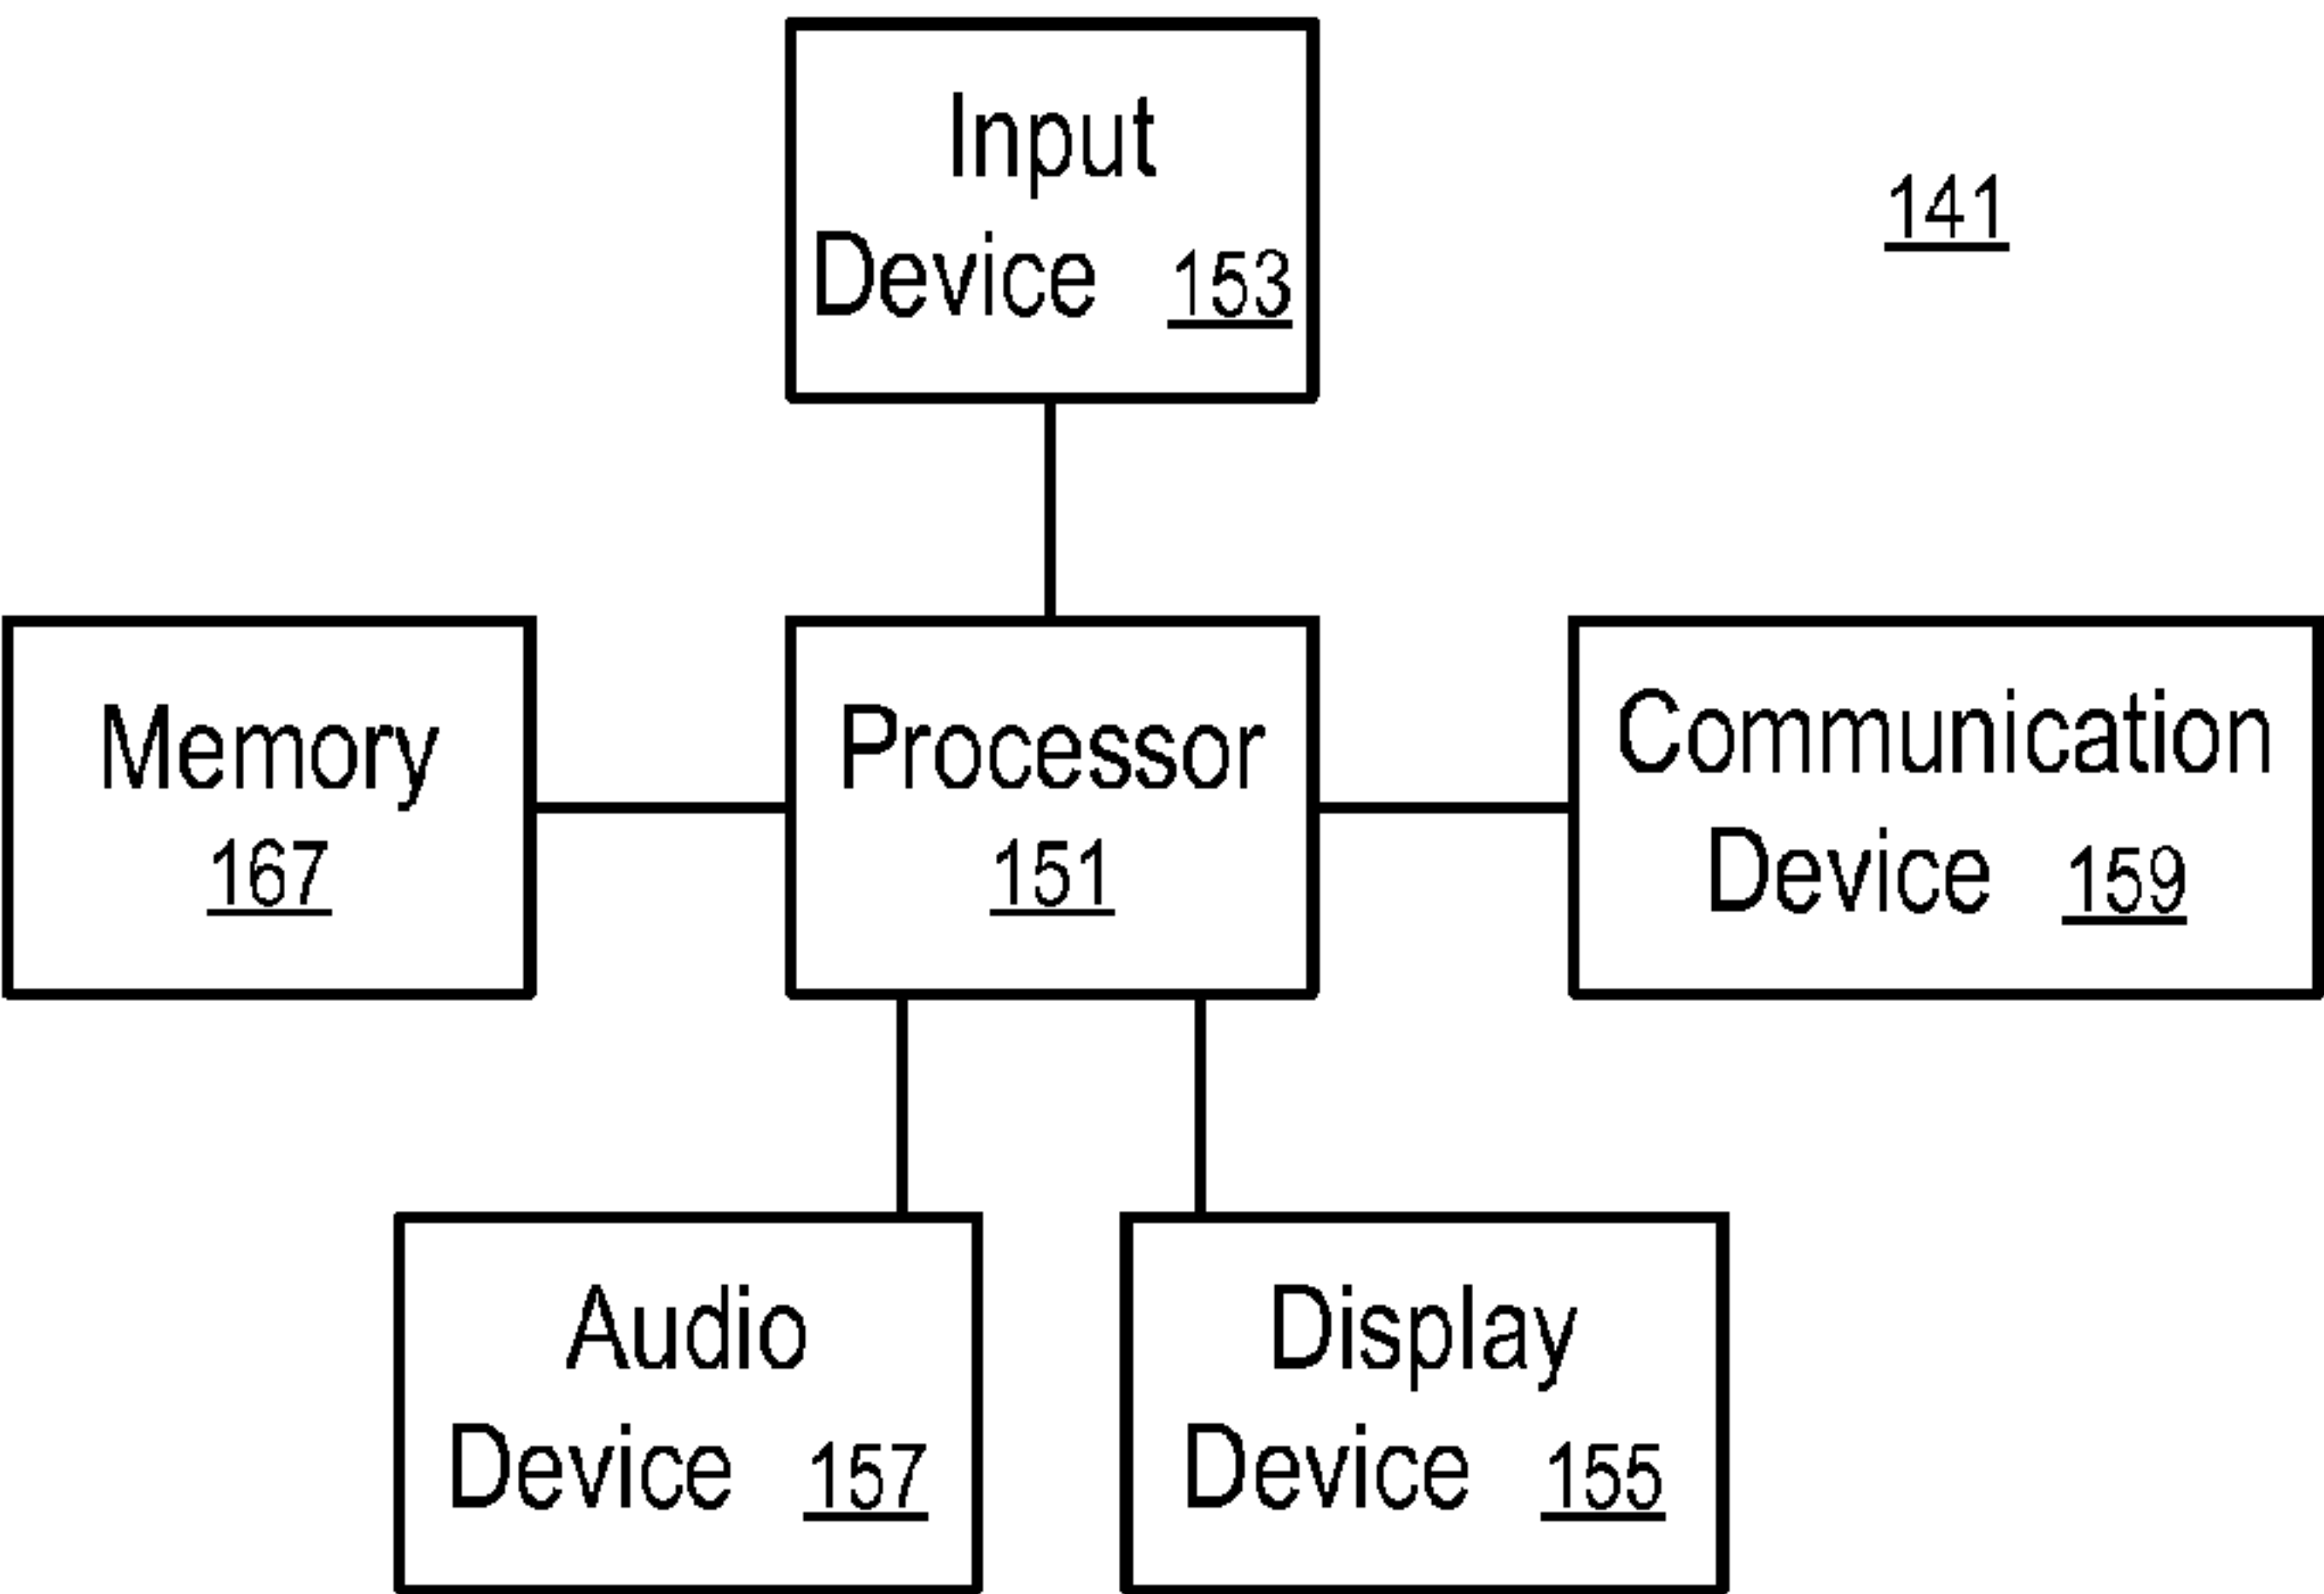 Input
Device 153
141
Memory
167
Processor
151
Communication
Device 159
Audio
Device 157
Display
Device 155